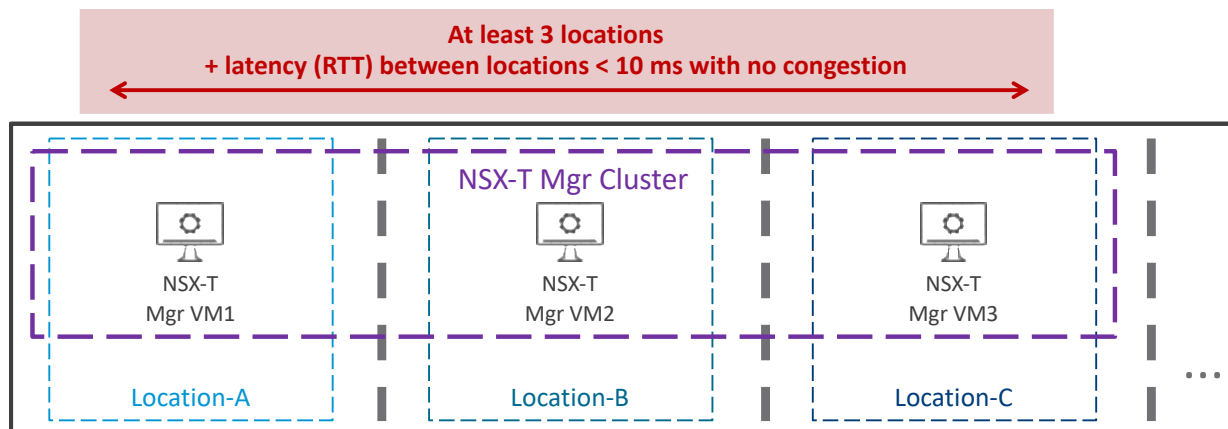 At least 3 locations
+ latency (RTT) between locations < 10 ms with no congestion
NSX-T Mgr Cluster
NSX-T
Mgr VM1
NSX-T
Mgr VM2
NSX-T
Mgr VM3
Location-A
Location-B
Location-C
...